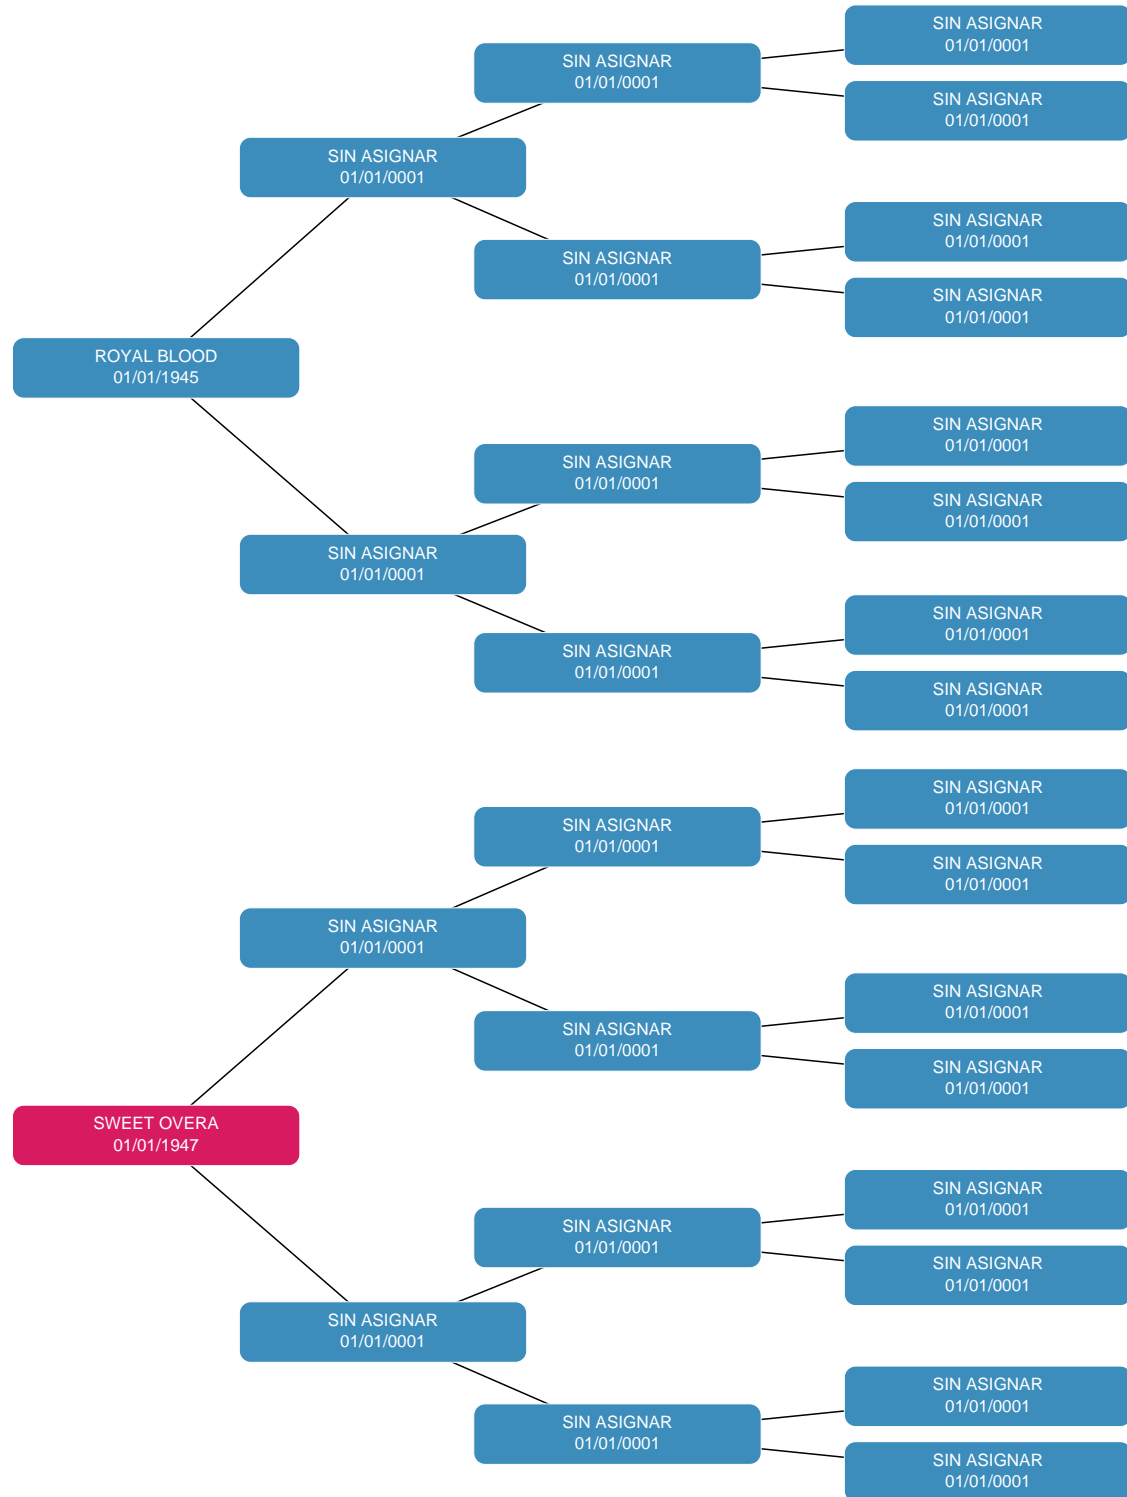 SIN ASIGNAR
01/01/0001
SIN ASIGNAR
01/01/0001
SIN ASIGNAR
01/01/0001
SIN ASIGNAR
01/01/0001
SIN ASIGNAR
01/01/0001
SIN ASIGNAR
01/01/0001
SIN ASIGNAR
01/01/0001
ROYAL BLOOD
01/01/1945
SIN ASIGNAR
01/01/0001
SIN ASIGNAR
01/01/0001
SIN ASIGNAR
01/01/0001
SIN ASIGNAR
01/01/0001
SIN ASIGNAR
01/01/0001
SIN ASIGNAR
01/01/0001
SIN ASIGNAR
01/01/0001
SIN ASIGNAR
01/01/0001
SIN ASIGNAR
01/01/0001
SIN ASIGNAR
01/01/0001
SIN ASIGNAR
01/01/0001
SIN ASIGNAR
01/01/0001
SIN ASIGNAR
01/01/0001
SIN ASIGNAR
01/01/0001
SWEET OVERA
01/01/1947
SIN ASIGNAR
01/01/0001
SIN ASIGNAR
01/01/0001
SIN ASIGNAR
01/01/0001
SIN ASIGNAR
01/01/0001
SIN ASIGNAR
01/01/0001
SIN ASIGNAR
01/01/0001
SIN ASIGNAR
01/01/0001